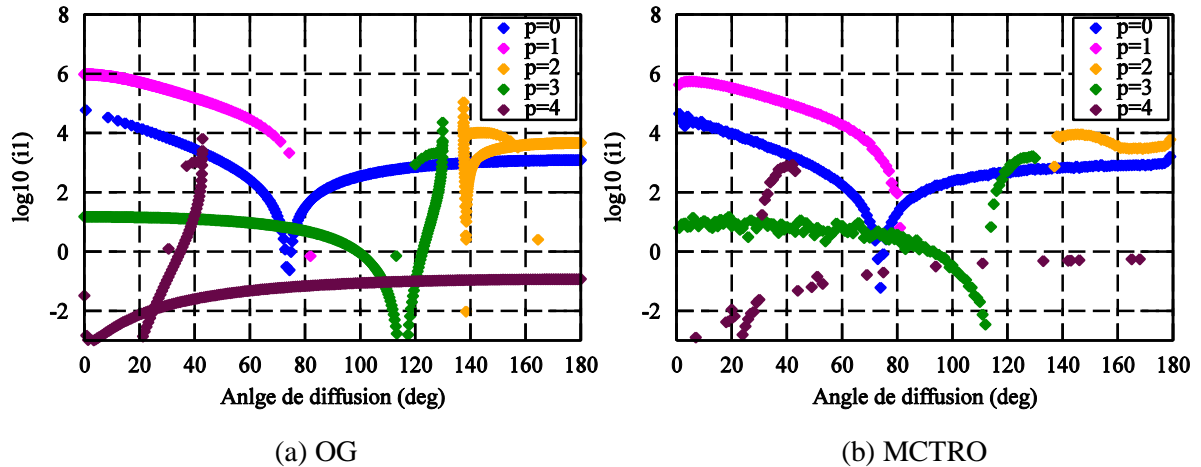 8
6
4
2
0
-2
0 20 40 60 80 100 120 140 160 180
log10 (i1)
Anlge de diffusion (deg)
p=0
p=1
p=2
p=3
p=4
(a) OG
8
6
4
2
0
-2
0 20 40 60 80 100 120 140 160 180
log10 (i1)
Angle de diffusion (deg)
p=0
p=1
p=2
p=3
p=4
(b) MCTRO